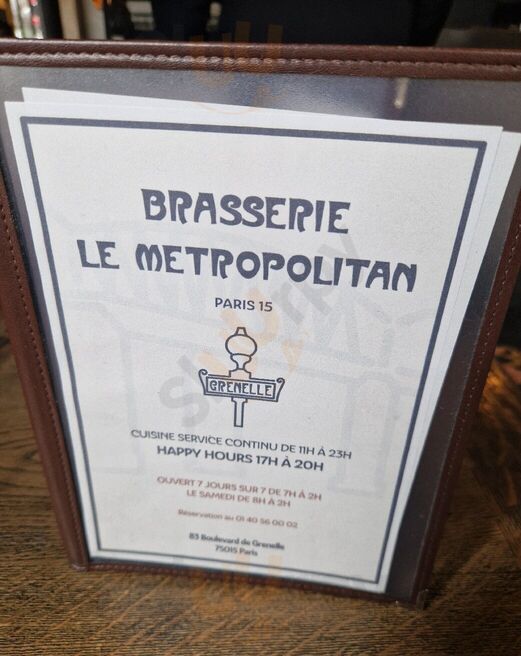 BRASSERIE
LE METROPOLITAN
PARIS 15
GRENELLE
CUISINE SERVICE CONTINU DE 11H À 23H
HAPPY HOURS 17H À 20H
OUVERT 7 JOURS SUR 7 DE 7H À 2H
LE SAMEDI DE 8H À 2H
Réservation au 01 40 56 00 02
83 Boulevard de Grenelle
75015 Paris
slurpy